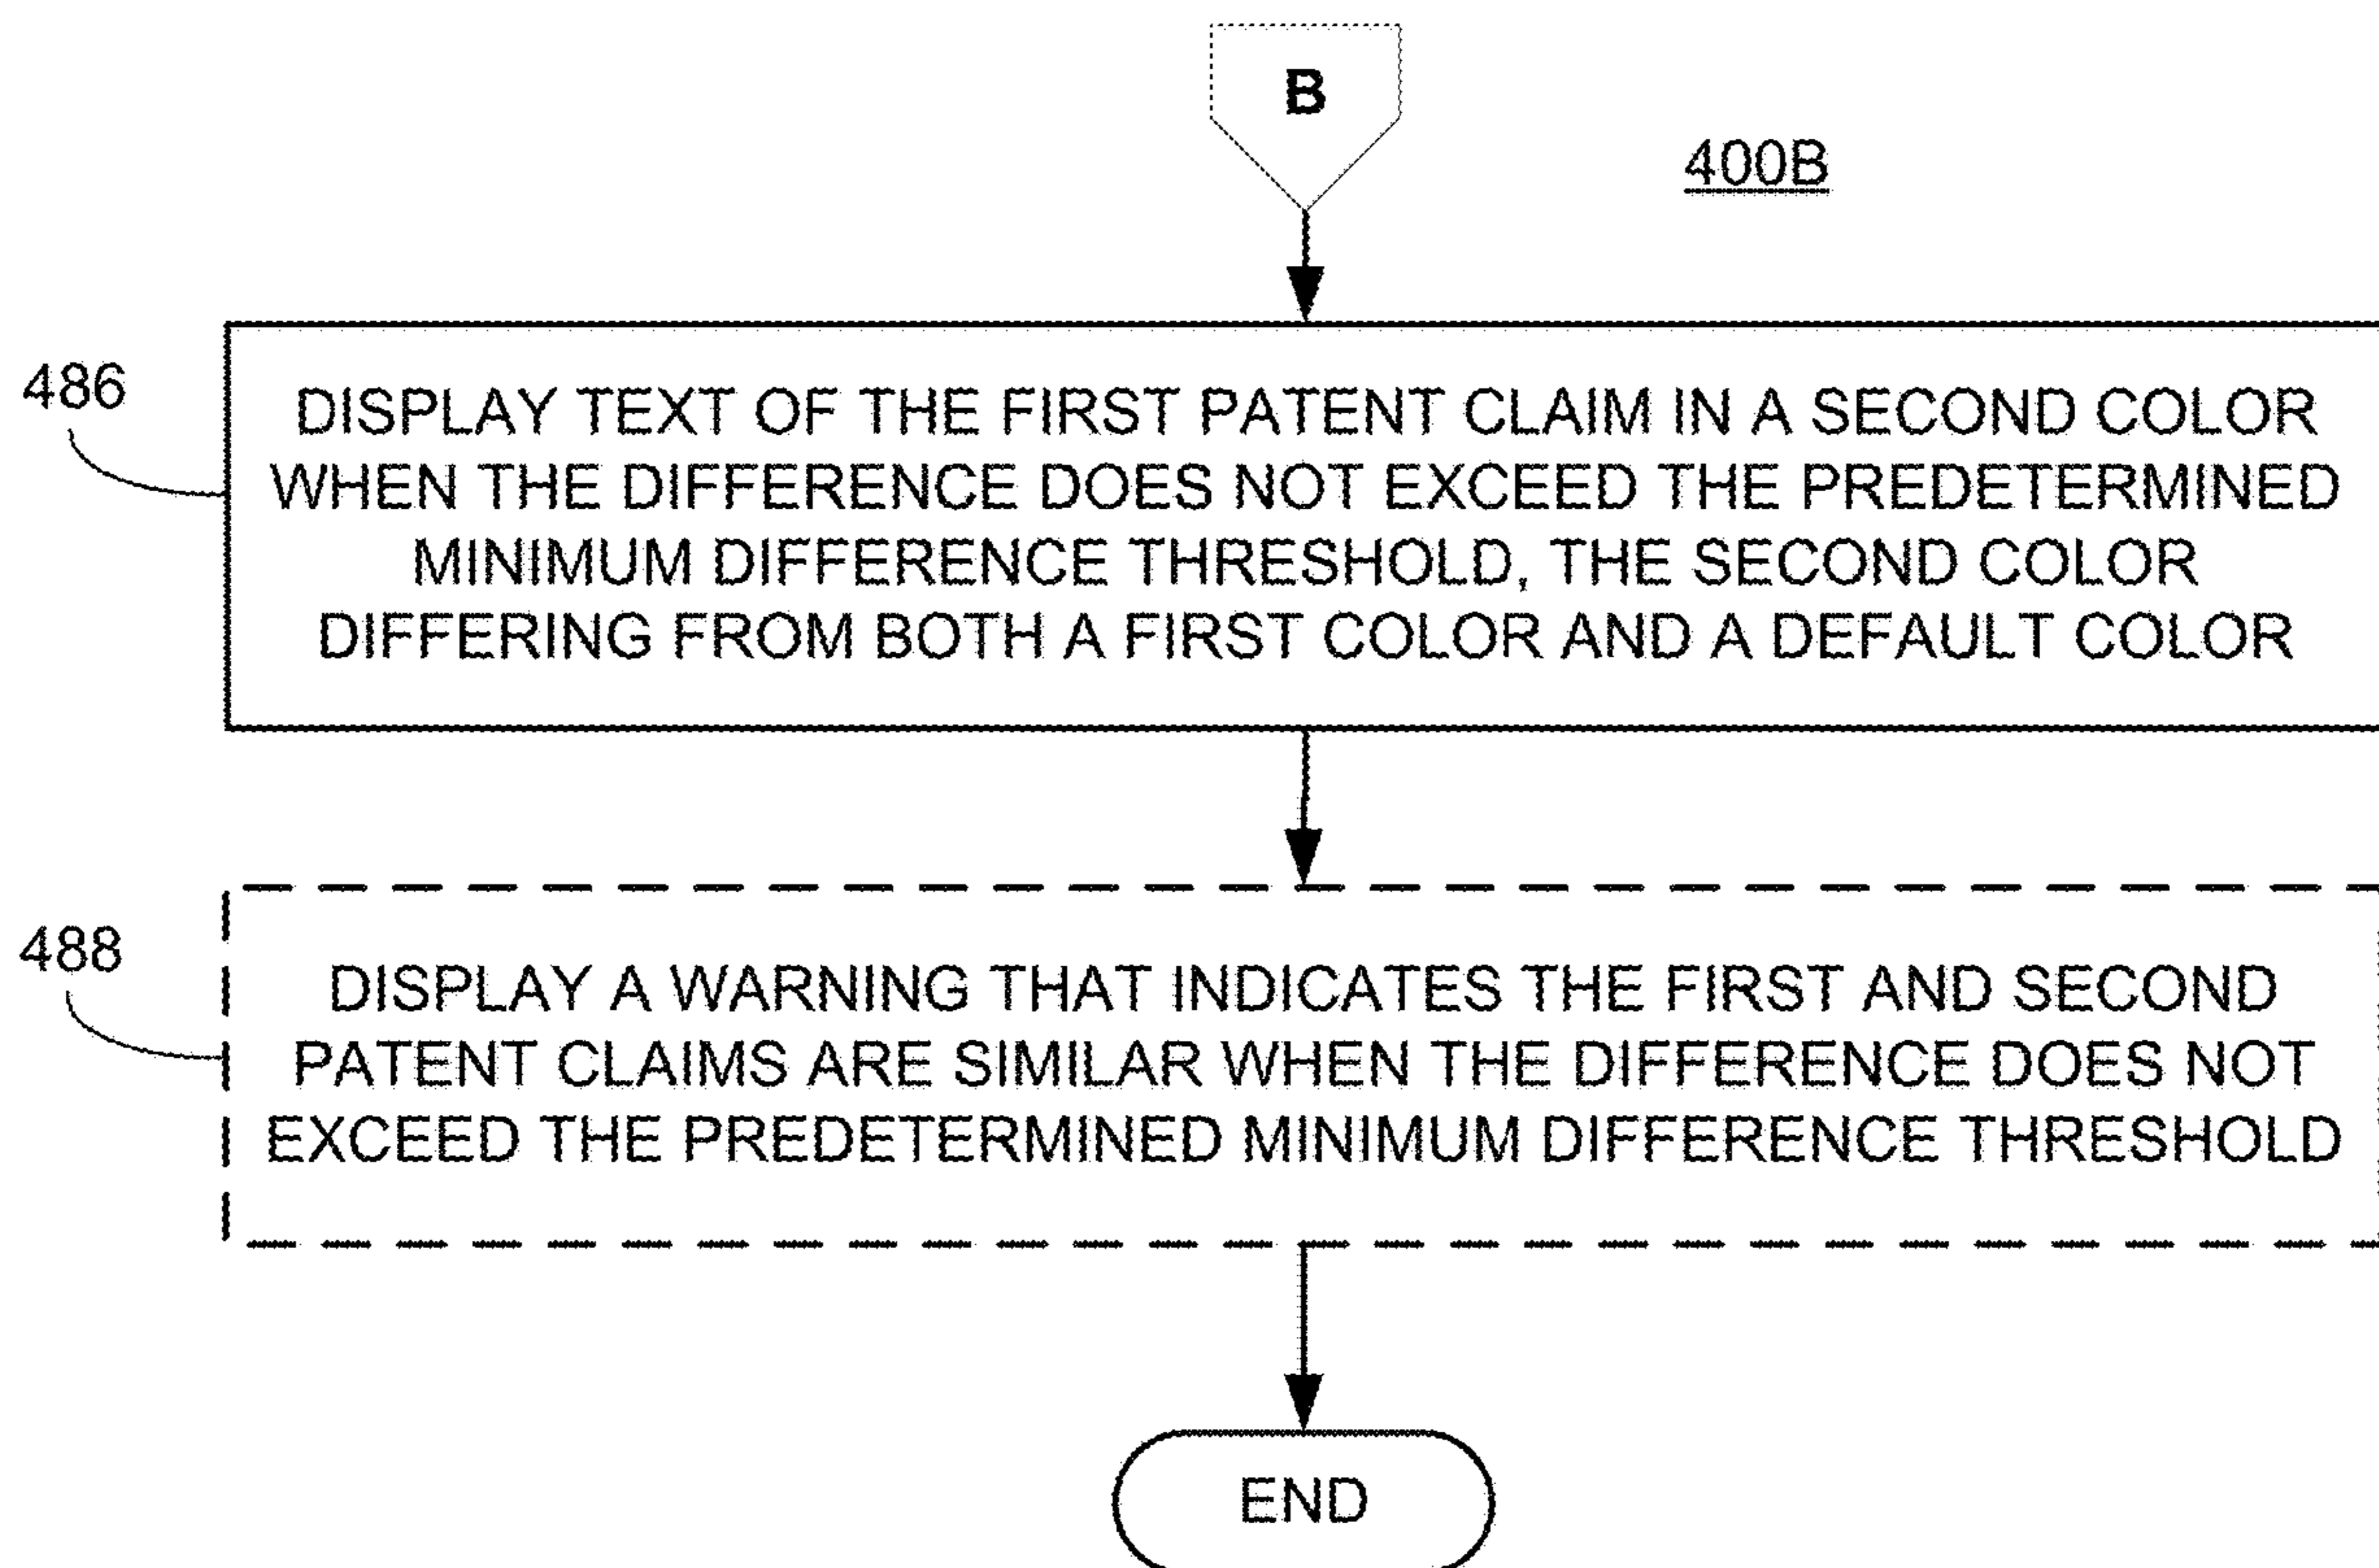 B
400B
486
DISPLAY TEXT OF THE FIRST PATENT CLAIM IN A SECOND COLOR
WHEN THE DIFFERENCE DOES NOT EXCEED THE PREDETERMINED
MINIMUM DIFFERENCE THRESHOLD, THE SECOND COLOR
DIFFERING FROM BOTH A FIRST COLOR AND A DEFAULT COLOR
488
DISPLAY A WARNING THAT INDICATES THE FIRST AND SECOND
PATENT CLAIMS ARE SIMILAR WHEN THE DIFFERENCE DOES NOT
EXCEED THE PREDETERMINED MINIMUM DIFFERENCE THRESHOLD
END